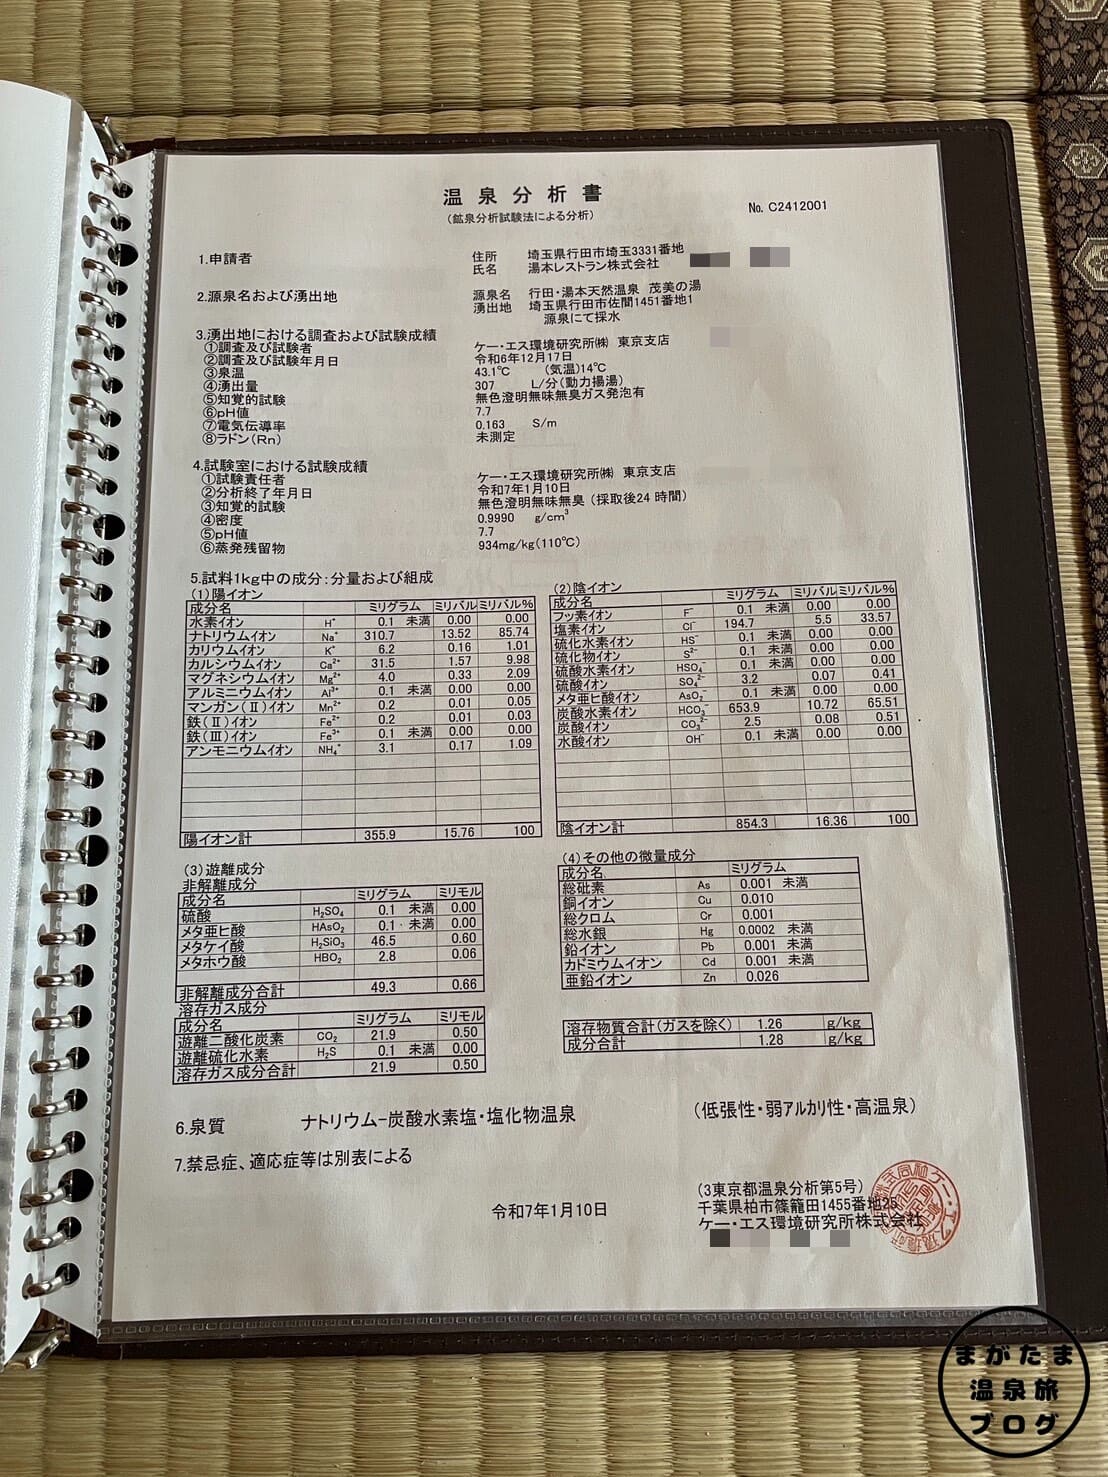 温泉分析書
(鉱泉分析試験法による分析)
No. C2412001
1.申請者
住所 埼玉県行田市埼玉3331番地
氏名 湯本レストラン株式会社
2.源泉名および湧出地
源泉名 行田・湯本天然温泉 茂美の湯
湧出地 埼玉県行田市佐間1451番地1
源泉にて採水
3.湧出地における調査および試験成績
①調査及び試験者 ケー・エス環境研究所㈱ 東京支店
②調査及び試験年月日 令和6年12月17日
③泉温 43.1℃ (気温)14℃
④湧出量 307 L/分(動力揚湯)
⑤知覚的試験 無色澄明無味無臭ガス発泡有
⑥pH値 7.7
⑦電気伝導率 0.163 S/m
⑧ラドン(Rn) 未測定
4.試験室における試験成績
①試験責任者 ケー・エス環境研究所㈱ 東京支店
②分析終了年月日 令和7年1月10日
③知覚的試験 無色澄明無味無臭 (採取後24 時間)
④密度 0.9990 g/cm³
⑤pH値 7.7
⑥蒸発残留物 934mg/kg(110℃)
5.試料1kg中の成分:分量および組成
(1)陽イオン
成分名 ミリグラム ミリバル ミリバル%
水素イオン H⁺ 0.1 未満 0.00 0.00
ナトリウムイオン Na⁺ 310.7 13.52 85.74
カリウムイオン K⁺ 6.2 0.16 1.01
カルシウムイオン Ca²⁺ 31.5 1.57 9.98
マグネシウムイオン Mg²⁺ 4.0 0.33 2.09
アルミニウムイオン Al³⁺ 0.1 未満 0.00 0.00
マンガン(Ⅱ)イオン Mn²⁺ 0.2 0.01 0.05
鉄(Ⅱ)イオン Fe²⁺ 0.2 0.01 0.03
鉄(Ⅲ)イオン Fe³⁺ 0.1 未満 0.00 0.00
アンモニウムイオン NH₄⁺ 3.1 0.17 1.09
陽イオン計 355.9 15.76 100
(2)陰イオン
成分名 ミリグラム ミリバル ミリバル%
フッ素イオン F⁻ 0.1 未満 0.00 0.00
塩素イオン Cl⁻ 194.7 5.5 33.57
硫化水素イオン HS⁻ 0.1 未満 0.00 0.00
硫化物イオン S²⁻ 0.1 未満 0.00 0.00
硫酸水素イオン HSO₄⁻ 0.1 未満 0.00 0.00
硫酸イオン SO₄²⁻ 3.2 0.07 0.41
メタ亜ヒ酸イオン AsO₂⁻ 0.1 未満 0.00 0.00
炭酸水素イオン HCO₃⁻ 653.9 10.72 65.51
炭酸イオン CO₃²⁻ 2.5 0.08 0.51
水酸イオン OH⁻ 0.1 未満 0.00 0.00
陰イオン計 854.3 16.36 100
(3)遊離成分
非解離成分
成分名 ミリグラム ミリモル
硫酸 H₂SO₄ 0.1 未満 0.00
メタ亜ヒ酸 HAsO₂ 0.1 未満 0.00
メタケイ酸 H₂SiO₃ 46.5 0.60
メタホウ酸 HBO₂ 2.8 0.06
非解離成分合計 49.3 0.66
溶存ガス成分
成分名 ミリグラム ミリモル
遊離二酸化炭素 CO₂ 21.9 0.50
遊離硫化水素 H₂S 0.1 未満 0.00
溶存ガス成分合計 21.9 0.50
(4)その他の微量成分
成分名 ミリグラム
総砒素 As 0.001 未満
銅イオン Cu 0.010
総クロム Cr 0.001
総水銀 Hg 0.0002 未満
鉛イオン Pb 0.001 未満
カドミウムイオン Cd 0.001 未満
亜鉛イオン Zn 0.026
溶存物質合計(ガスを除く) 1.26 g/kg
成分合計 1.28 g/kg
6.泉質 ナトリウム-炭酸水素塩・塩化物温泉 (低張性・弱アルカリ性・高温泉)
7.禁忌症、適応症等は別表による
令和7年1月10日
(3東京都温泉分析第5号)
千葉県柏市篠籠田1455番地25
ケー・エス環境研究所株式会社
まがたま
温泉旅
ブログ